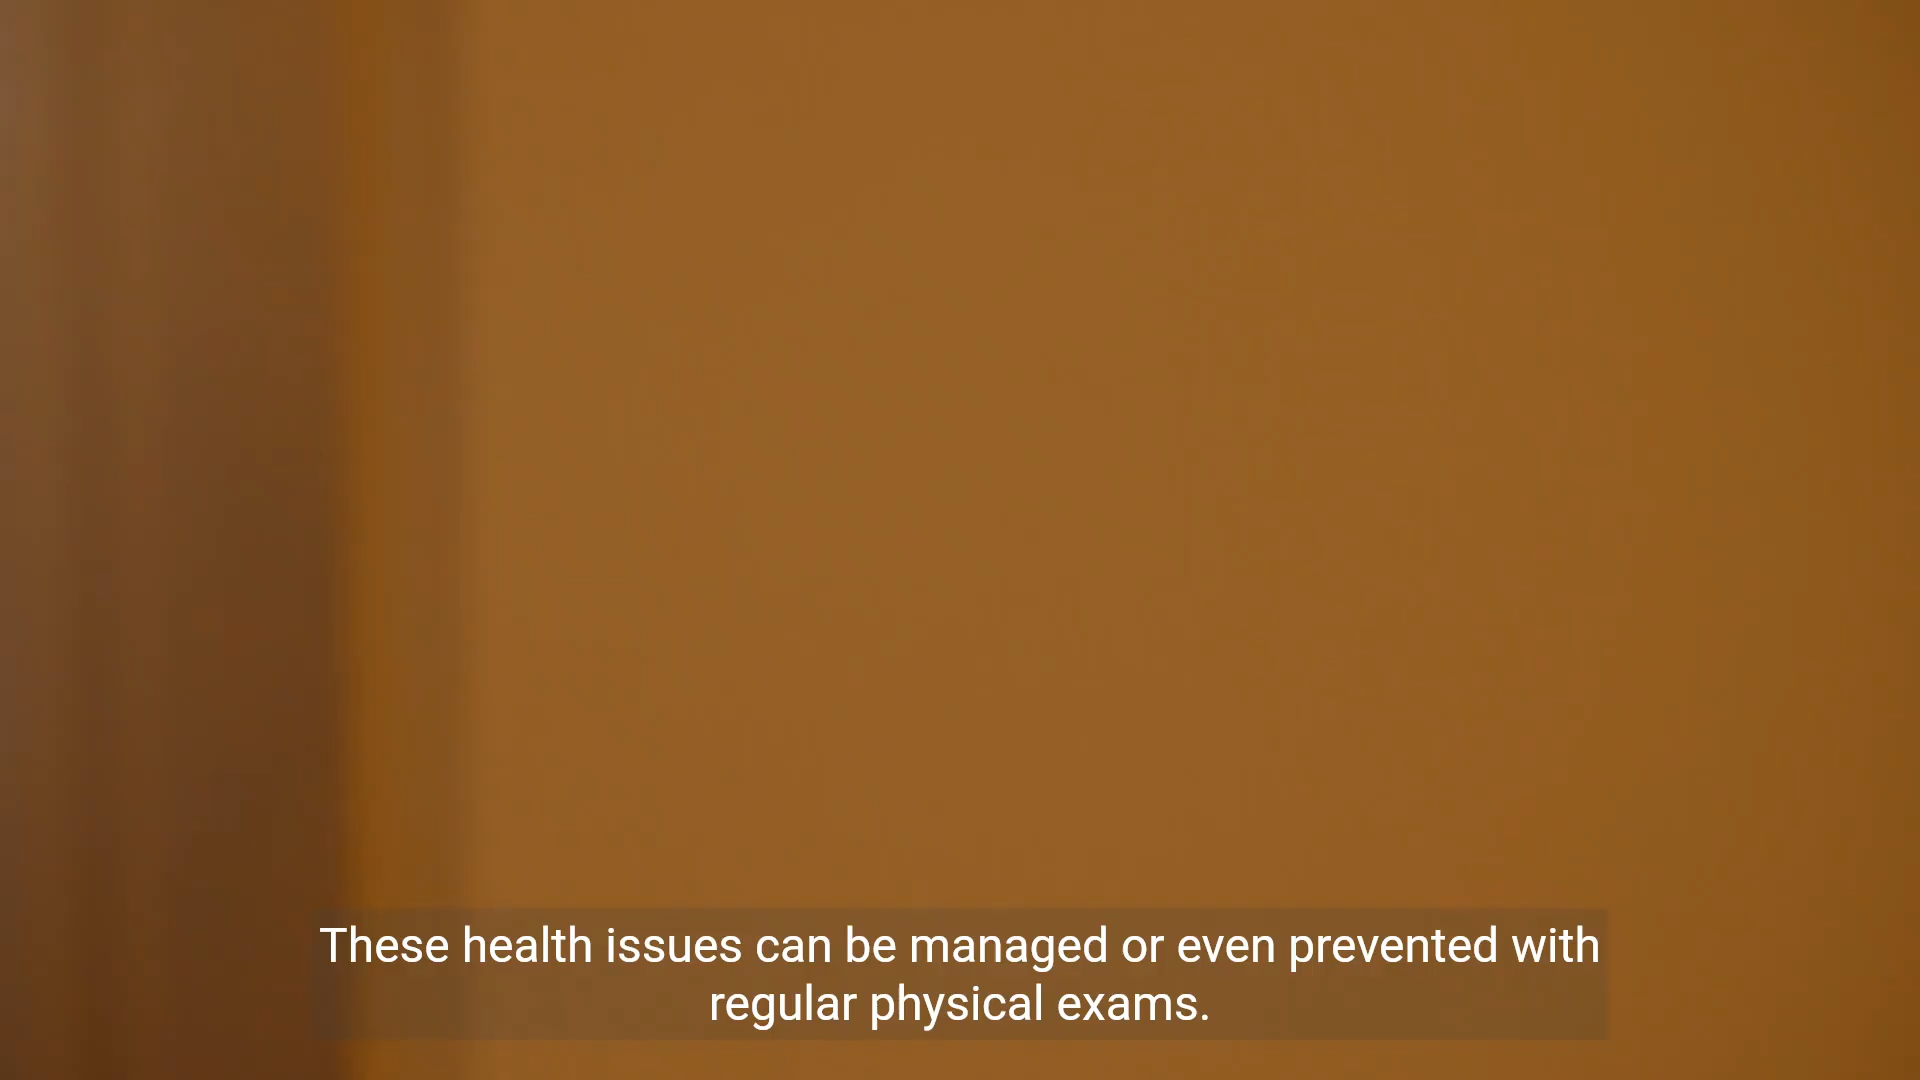 These health issues can be managed or even prevented with
regular physical exams.